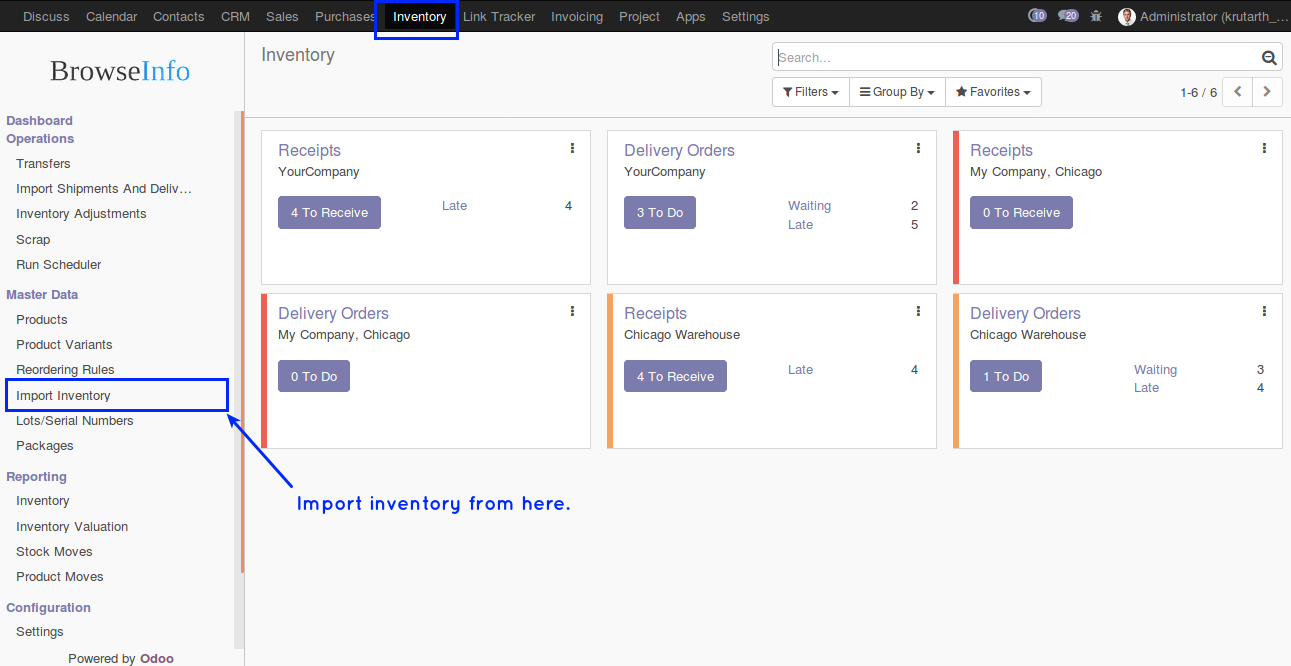 Discuss Calendar Contacts CRM Sales Purchases Inventory Link Tracker Invoicing Project Apps Settings 10 20 Administrator (krutarth_...
BrowseInfo
Dashboard
Operations
Transfers
Import Shipments And Deliv...
Inventory Adjustments
Scrap
Run Scheduler
Master Data
Products
Product Variants
Reordering Rules
Import Inventory
Lots/Serial Numbers
Packages
Reporting
Inventory
Inventory Valuation
Stock Moves
Product Moves
Configuration
Settings
Powered by Odoo
Inventory
Search...
Filters Group By Favorites 1-6 / 6
Receipts
YourCompany
4 To Receive Late 4
Delivery Orders
YourCompany
3 To Do Waiting 2
Late 5
Receipts
My Company, Chicago
0 To Receive
Delivery Orders
My Company, Chicago
0 To Do
Receipts
Chicago Warehouse
4 To Receive Late 4
Delivery Orders
Chicago Warehouse
1 To Do Waiting 3
Late 4
Import inventory from here.